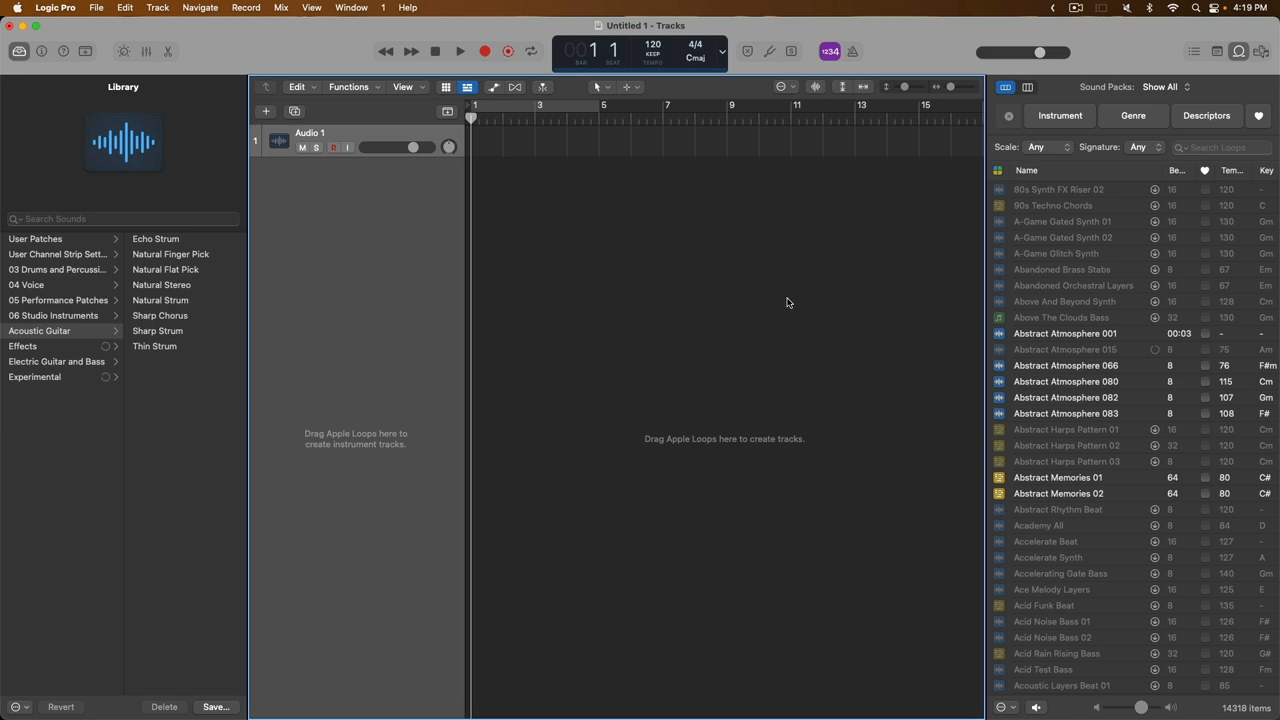 Logic Pro File Edit Track Navigate Record Mix View Window 1 Help 4:19 PM
Untitled 1 - Tracks
001 1
BAR BEAT
120
KEEP
TEMPO
4/4
Cmaj
1234
Library
Search Sounds
User Patches
User Channel Strip Sett...
03 Drums and Percussi...
04 Voice
05 Performance Patches
06 Studio Instruments
Acoustic Guitar
Effects
Electric Guitar and Bass
Experimental
Echo Strum
Natural Finger Pick
Natural Flat Pick
Natural Stereo
Natural Strum
Sharp Chorus
Sharp Strum
Thin Strum
Revert Delete Save...
Edit Functions View
1 3 5 7 9 11 13 15
1 Audio 1
M S R I
Drag Apple Loops here to
create instrument tracks.
Drag Apple Loops here to create tracks.
Sound Packs: Show All
Instrument Genre Descriptors
Scale: Any Signature: Any Search Loops
Name Be... Tem... Key
80s Synth FX Riser 02 16 120 -
90s Techno Chords 16 120 C
A-Game Gated Synth 01 16 130 Gm
A-Game Gated Synth 02 16 130 Gm
A-Game Glitch Synth 16 130 Gm
Abandoned Brass Stabs 8 67 Em
Abandoned Orchestral Layers 8 67 Em
Above And Beyond Synth 16 128 Cm
Above The Clouds Bass 32 130 Gm
Abstract Atmosphere 001 00:03 - -
Abstract Atmosphere 015 8 75 Am
Abstract Atmosphere 066 8 76 F#m
Abstract Atmosphere 080 8 115 Cm
Abstract Atmosphere 082 8 107 Gm
Abstract Atmosphere 083 8 108 F#
Abstract Harps Pattern 01 16 120 Cm
Abstract Harps Pattern 02 32 120 Cm
Abstract Harps Pattern 03 8 120 Cm
Abstract Memories 01 64 80 C#
Abstract Memories 02 64 80 C#
Abstract Rhythm Beat 8 120 -
Academy All 8 84 D
Accelerate Beat 16 127 -
Accelerate Synth 8 127 A
Accelerating Gate Bass 8 140 Gm
Ace Melody Layers 16 125 E
Acid Funk Beat 8 135 -
Acid Noise Bass 01 16 126 F#
Acid Noise Bass 02 16 126 F#
Acid Rain Rising Bass 32 120 G#
Acid Test Bass 16 128 Fm
Acoustic Layers Beat 01 8 85 -
14318 items